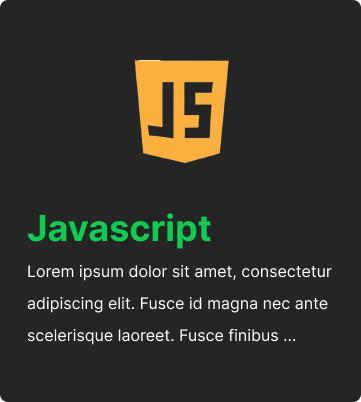 JS
Javascript
Lorem ipsum dolor sit amet, consectetur
adipiscing elit. Fusce id magna nec ante
scelerisque laoreet. Fusce finibus ...